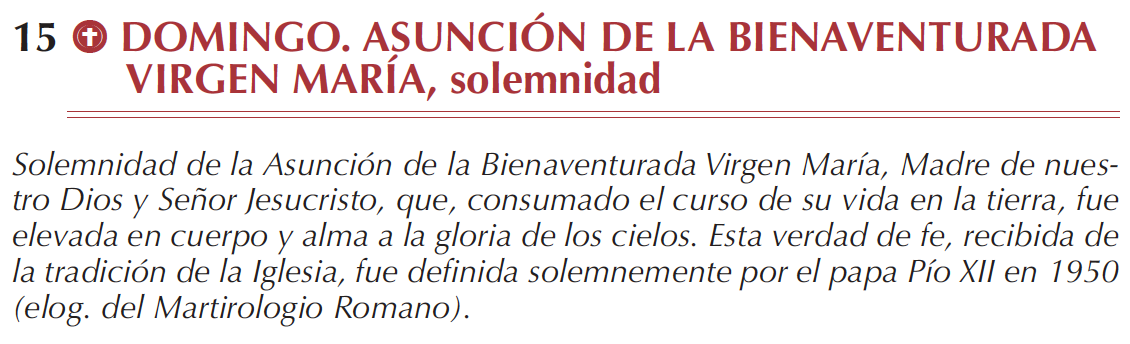 15 DOMINGO. ASUNCIÓN DE LA BIENAVENTURADA
VIRGEN MARÍA, solemnidad
Solemnidad de la Asunción de la Bienaventurada Virgen María, Madre de nues-
tro Dios y Señor Jesucristo, que, consumado el curso de su vida en la tierra, fue
elevada en cuerpo y alma a la gloria de los cielos. Esta verdad de fe, recibida de
la tradición de la Iglesia, fue definida solemnemente por el papa Pío XII en 1950
(elog. del Martirologio Romano).